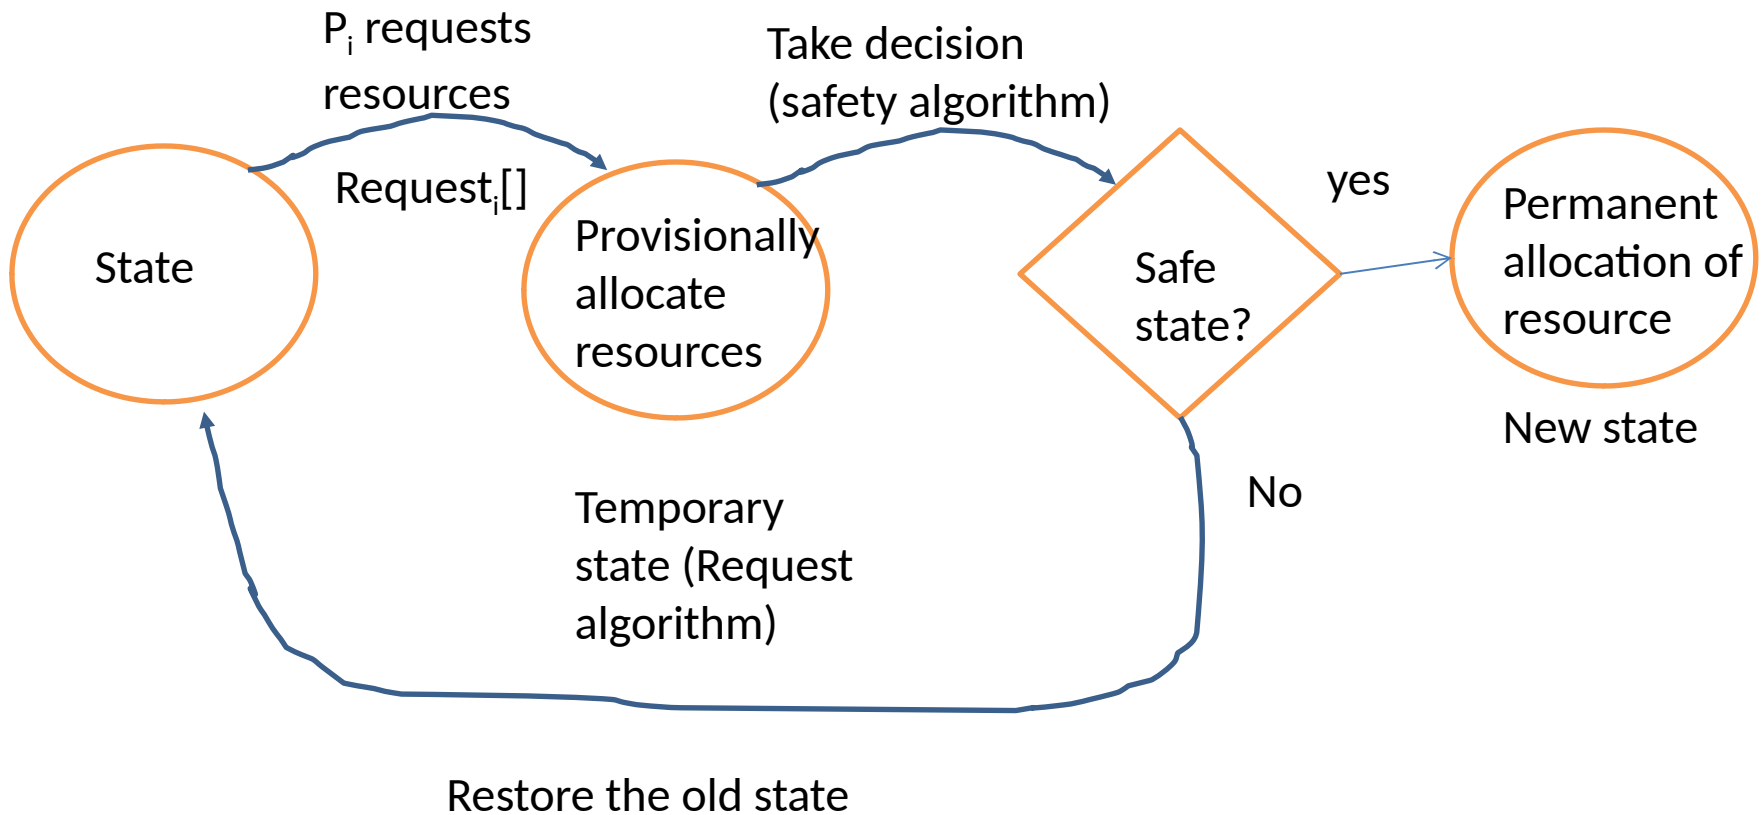 Pi requests
resources
Requesti[]
Take decision
(safety algorithm)
State
Provisionally
allocate
resources
Safe
state?
yes
Permanent
allocation of
resource
New state
No
Temporary
state (Request
algorithm)
Restore the old state